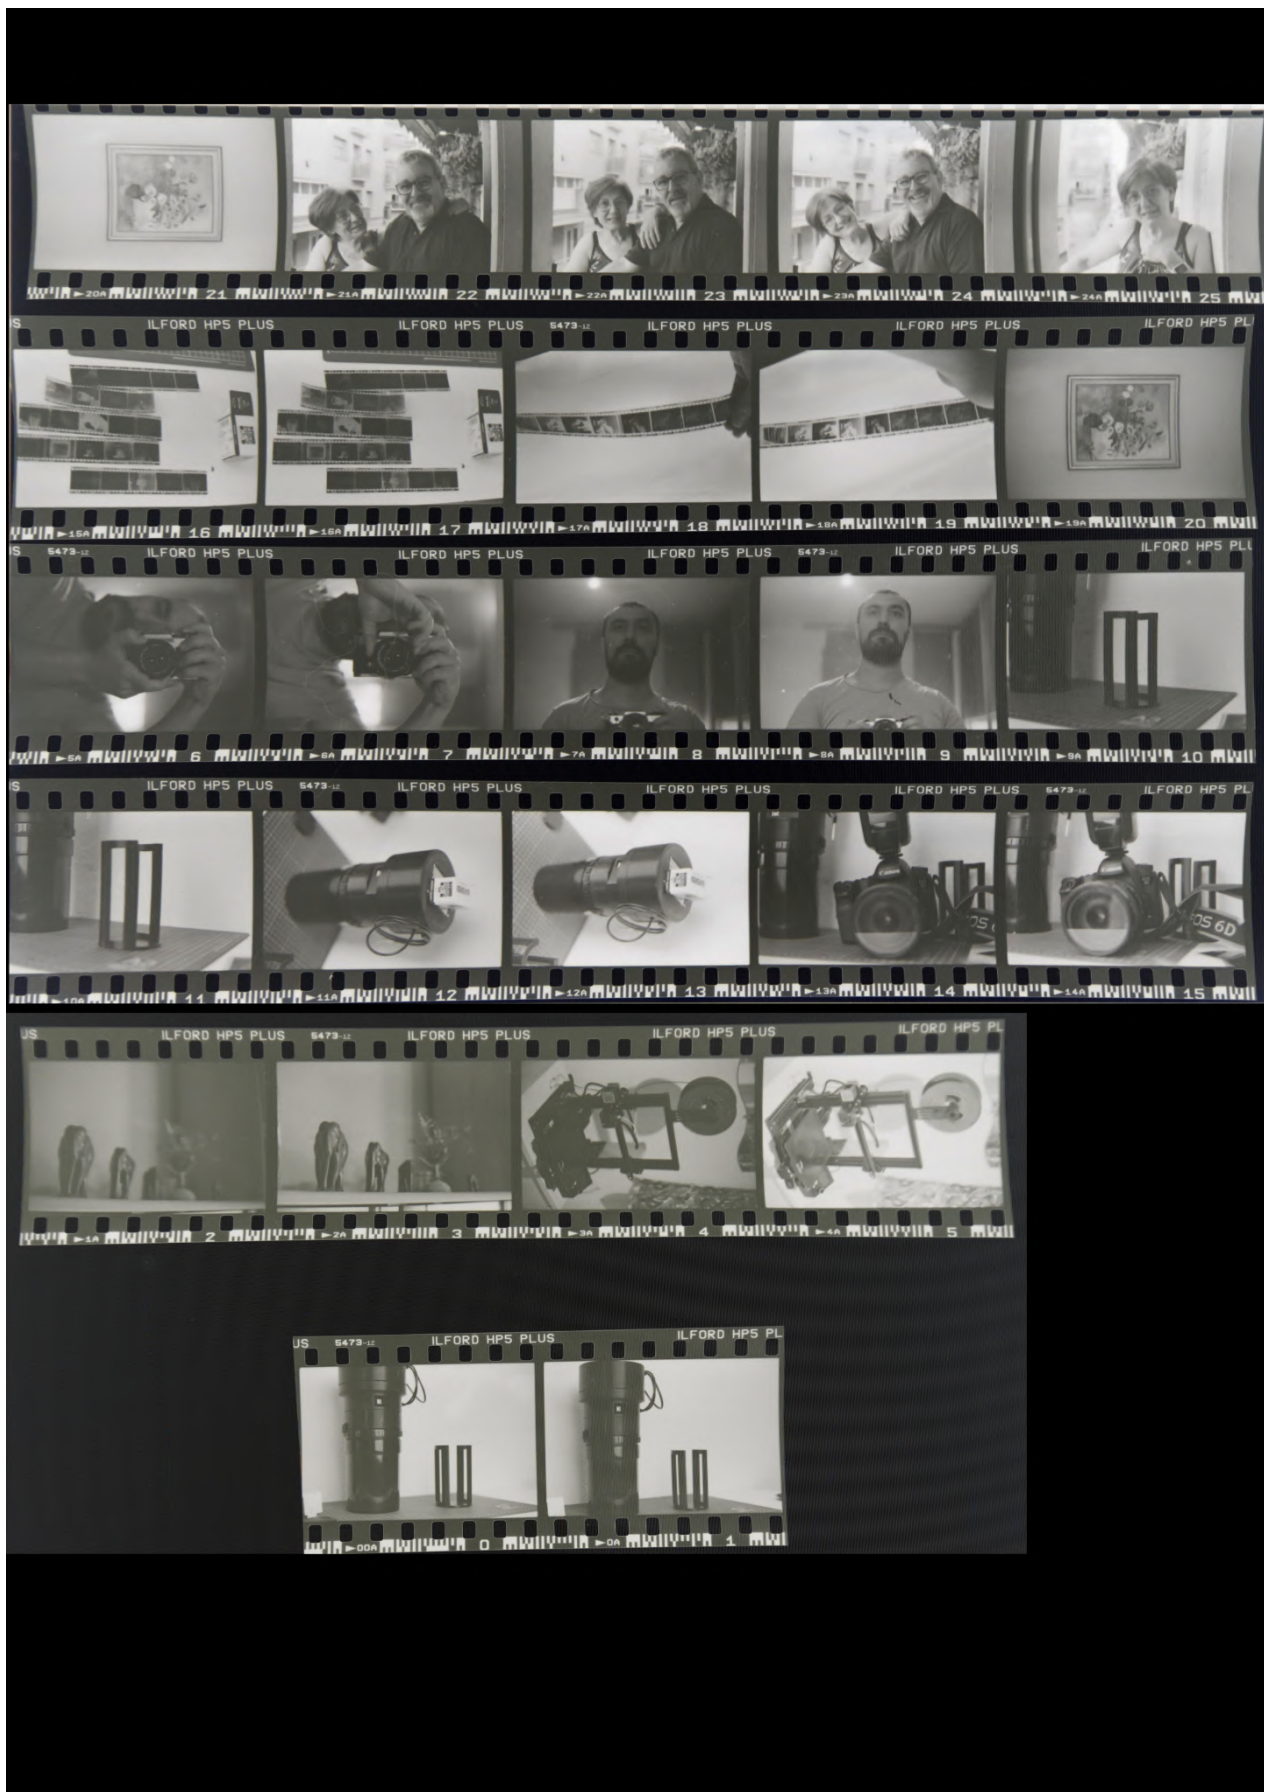 20A 21 21A 22 22A 23 23A 24 24A 25
US ILFORD HP5 PLUS ILFORD HP5 PLUS 5473-12 ILFORD HP5 PLUS ILFORD HP5 PLUS ILFORD HP5 PL
15A 16 16A 17 17A 18 18A 19 19A 20
US 5473-12 ILFORD HP5 PLUS ILFORD HP5 PLUS ILFORD HP5 PLUS 5473-12 ILFORD HP5 PLUS ILFORD HP5 PLU
5A 6 6A 7 7A 8 8A 9 9A 10
S ILFORD HP5 PLUS 5473-12 ILFORD HP5 PLUS ILFORD HP5 PLUS ILFORD HP5 PLUS 5473-12 ILFORD HP5 PL
Canon
Canon
EOS 6D
10A 11 11A 12 12A 13 13A 14 14A 15
US ILFORD HP5 PLUS 5473-12 ILFORD HP5 PLUS ILFORD HP5 PLUS ILFORD HP5 PL
1A 2 2A 3 3A 4 4A 5
US 5473-12 ILFORD HP5 PLUS ILFORD HP5 PL
00A 0 0A 1